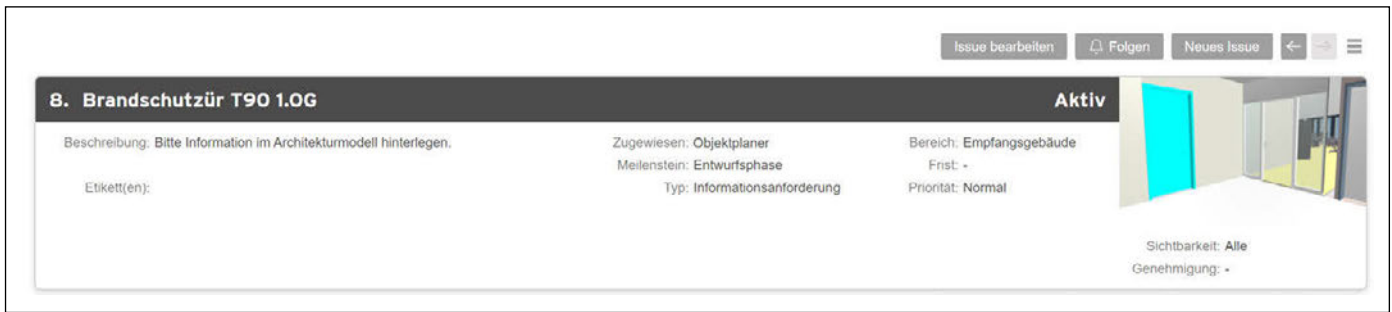 Issue bearbeiten Folgen Neues Issue
8. Brandschutzür T90 1.OG Aktiv
Beschreibung: Bitte Information im Architekturmodell hinterlegen. Zugewiesen: Objektplaner Bereich: Empfangsgebäude
Meilenstein: Entwurfsphase Frist: -
Etikett(en): Typ: Informationsanforderung Priorität: Normal
Sichtbarkeit: Alle
Genehmigung: -